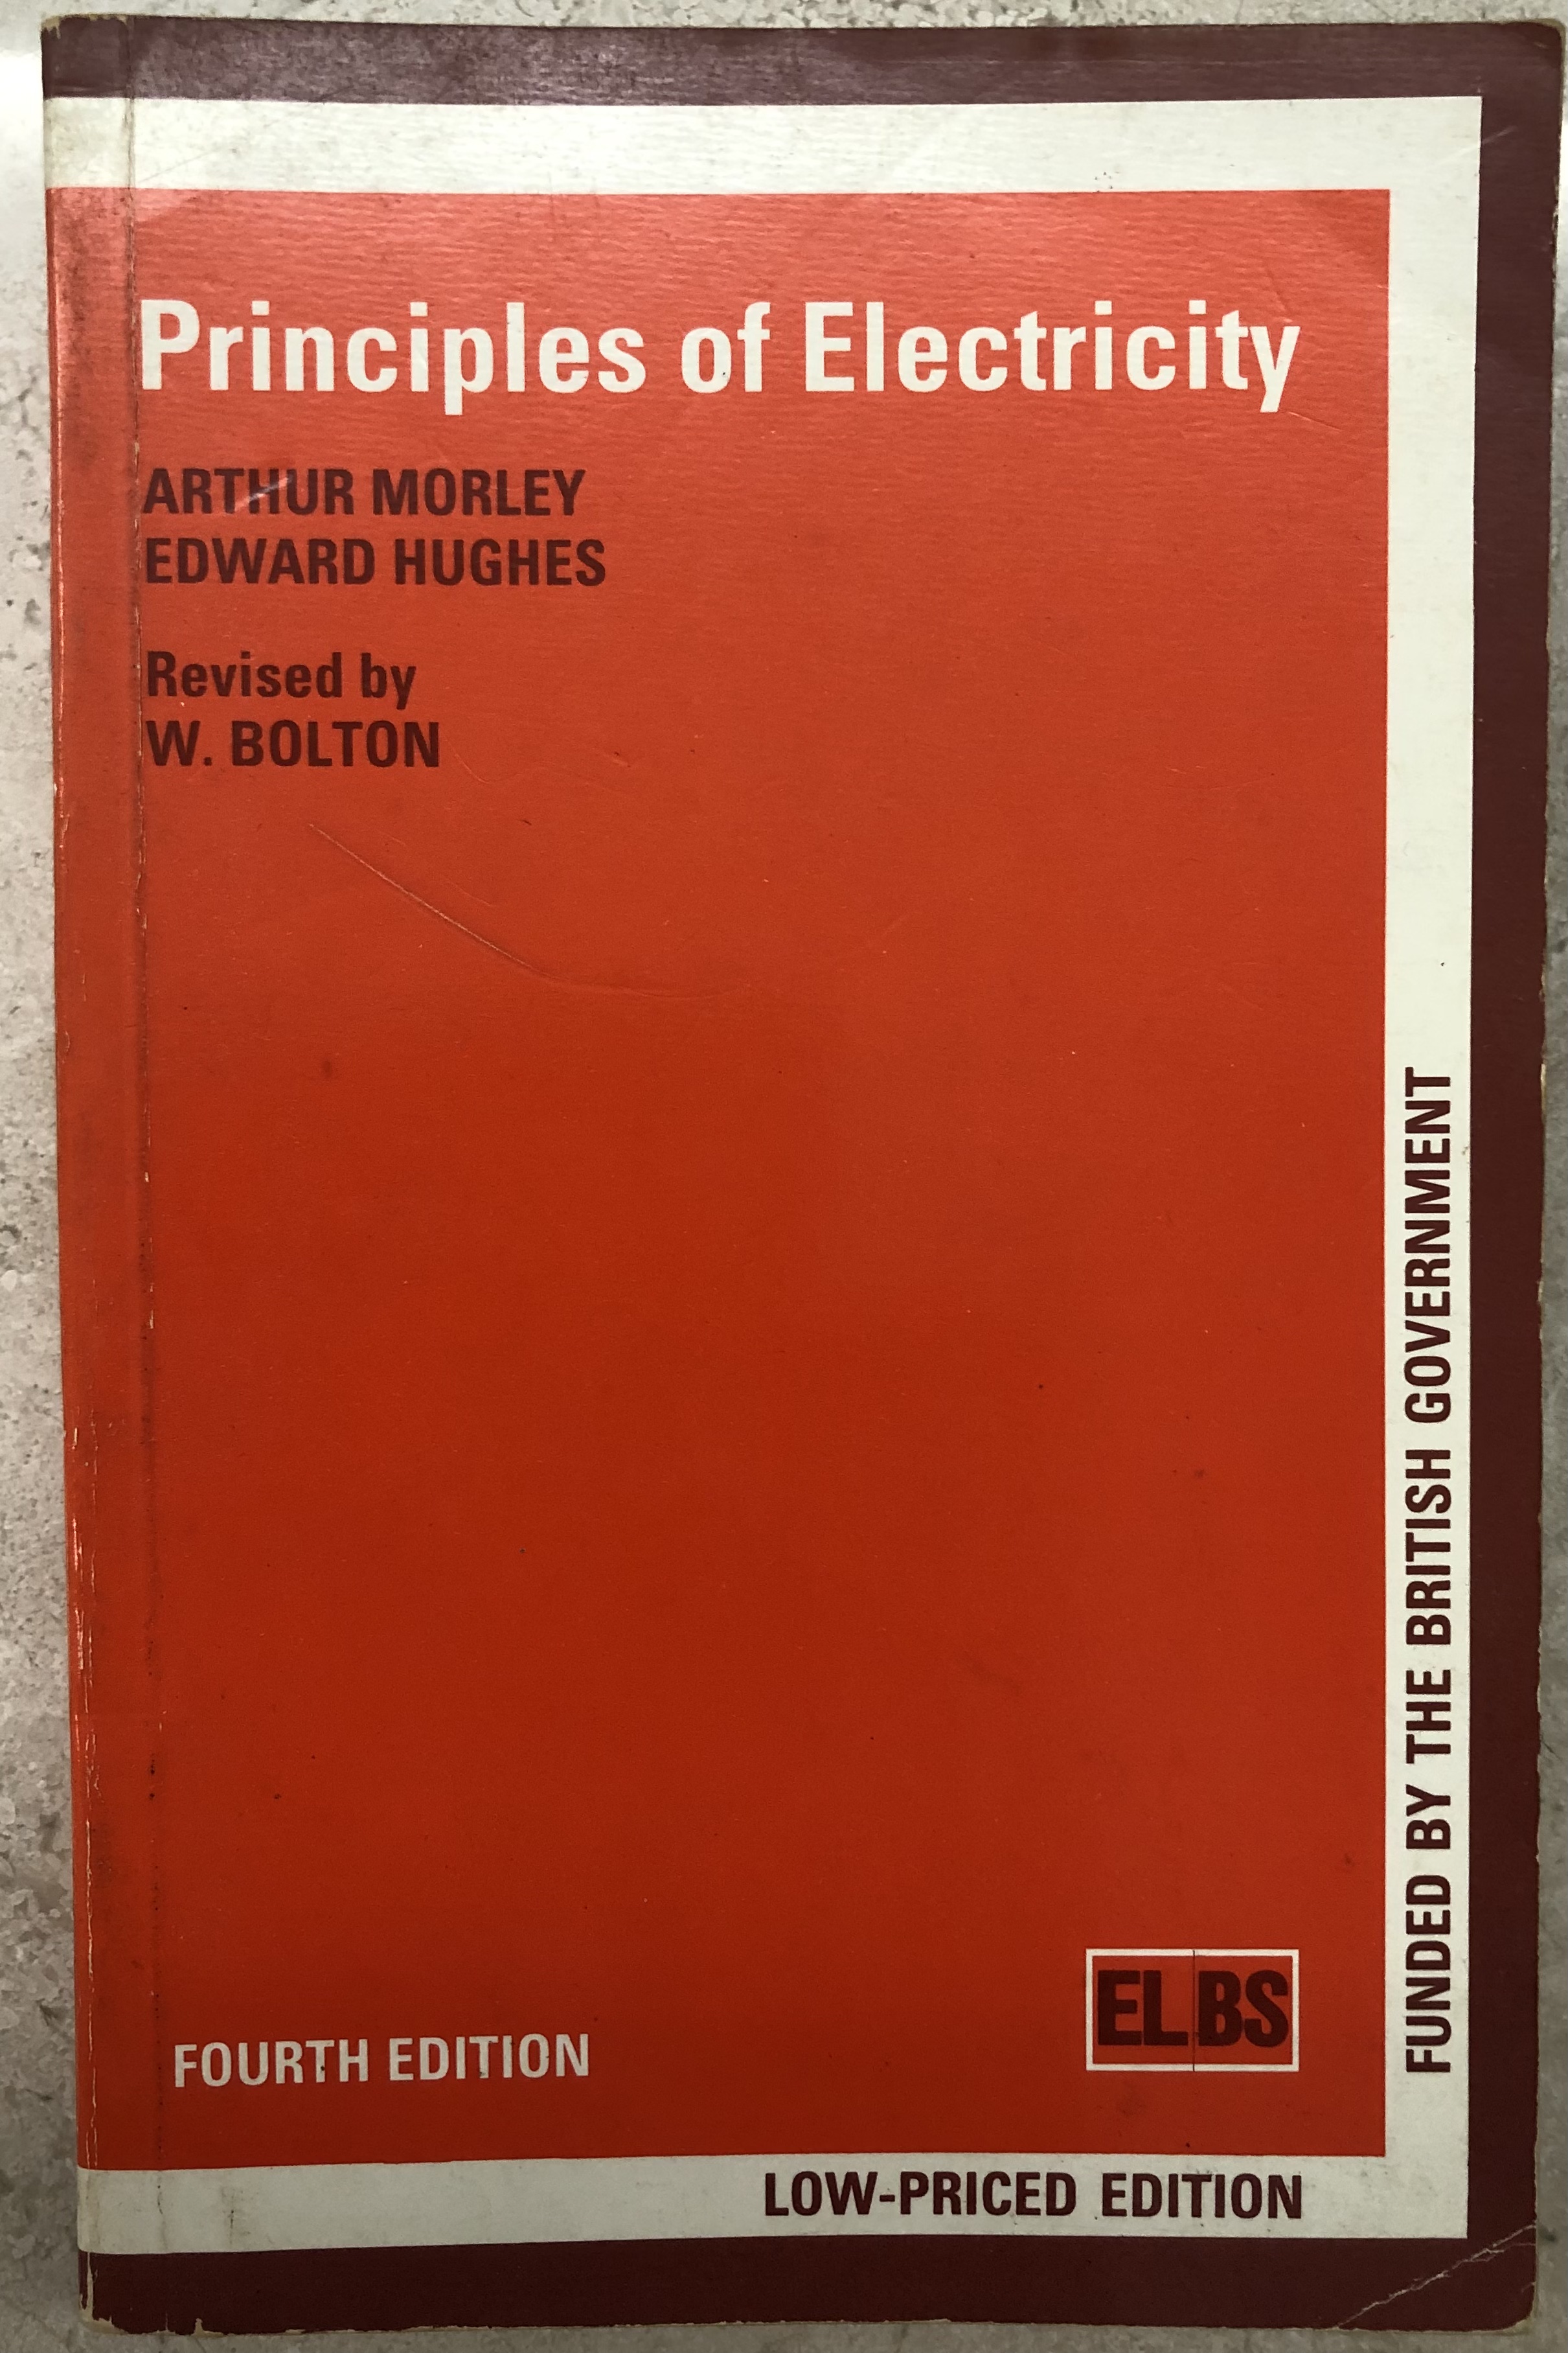 Principles of Electricity
ARTHUR MORLEY
EDWARD HUGHES
Revised by
W. BOLTON
FUNDED BY THE BRITISH GOVERNMENT
ELBS
FOURTH EDITION
LOW-PRICED EDITION